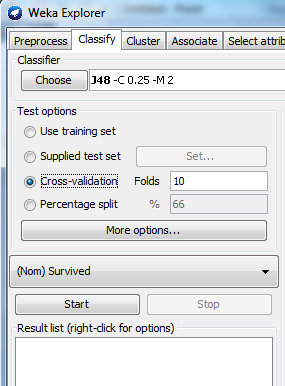 Weka Explorer
Preprocess Classify Cluster Associate Select attrib
Classifier
Choose J48 -C 0.25 -M 2
Test options
Use training set
Supplied test set Set...
Cross-validation Folds 10
Percentage split % 66
More options...
(Nom) Survived
Start Stop
Result list (right-click for options)